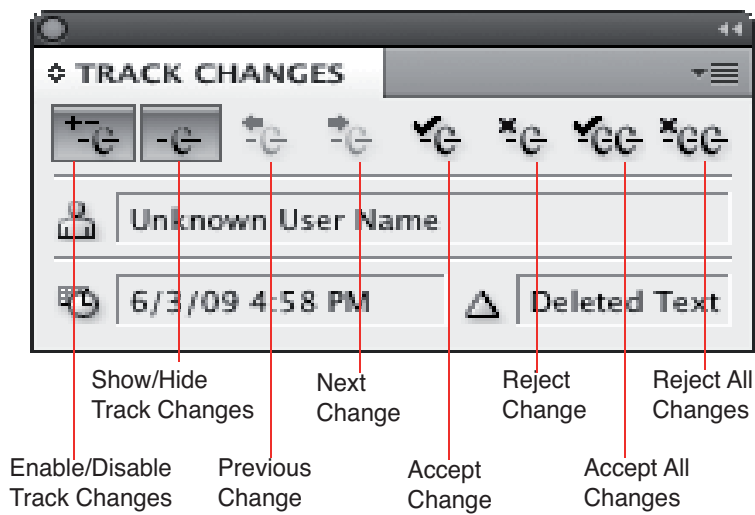 TRACK CHANGES
Unknown User Name
6/3/09 4:58 PM
Deleted Text
Show/Hide
Track Changes
Next
Change
Reject
Change
Reject All
Changes
Enable/Disable
Track Changes
Previous
Change
Accept
Change
Accept All
Changes